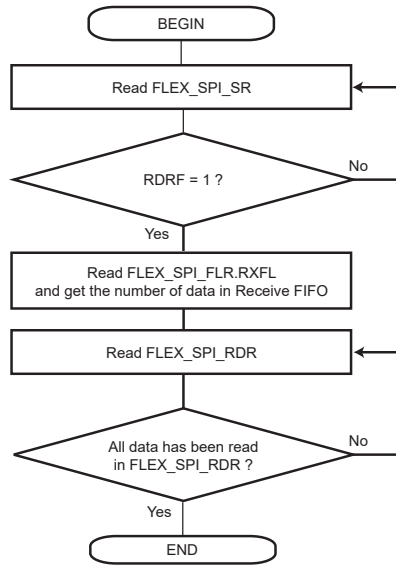 BEGIN
Read FLEX_SPI_SR
RDRF = 1 ?
No
Yes
Read FLEX_SPI_FLR.RXFL
and get the number of data in Receive FIFO
Read FLEX_SPI_RDR
All data has been read
in FLEX_SPI_RDR ?
No
Yes
END